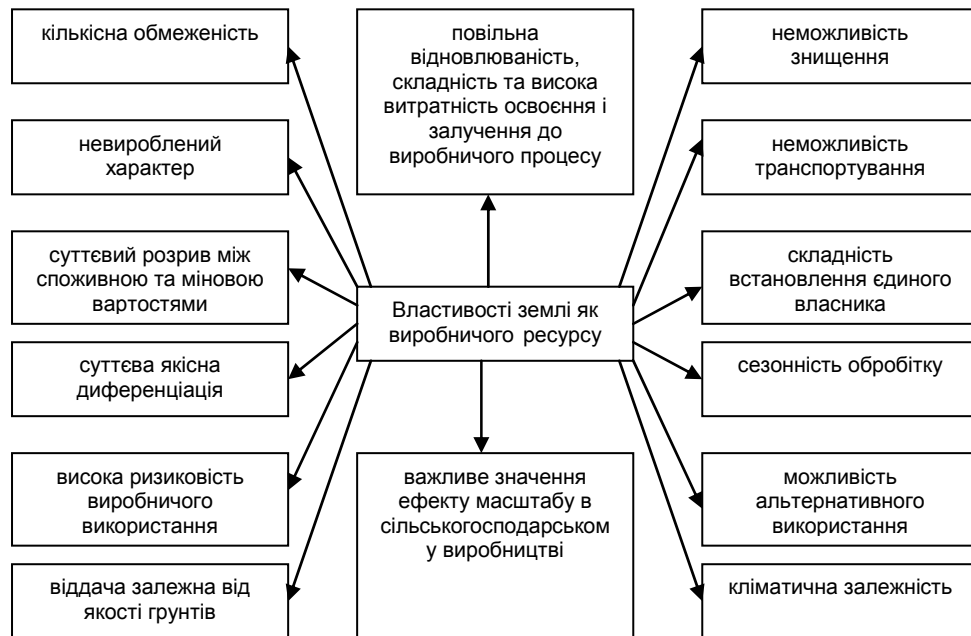 кількісна обмеженість
невироблений
характер
суттєвий розрив між
споживною та міновою
вартостями
суттєва якісна
диференціація
висока ризиковість
виробничого
використання
віддача залежна від
якості грунтів
повільна
відновлюваність,
складність та висока
витратність освоєння і
залучення до
виробничого процесу
Властивості землі як
виробничого ресурсу
важливе значення
ефекту масштабу в
сільськогосподарськом
у виробництві
неможливість
знищення
неможливість
транспортування
складність
встановлення єдиного
власника
сезонність обробітку
можливість
альтернативного
використання
кліматична залежність